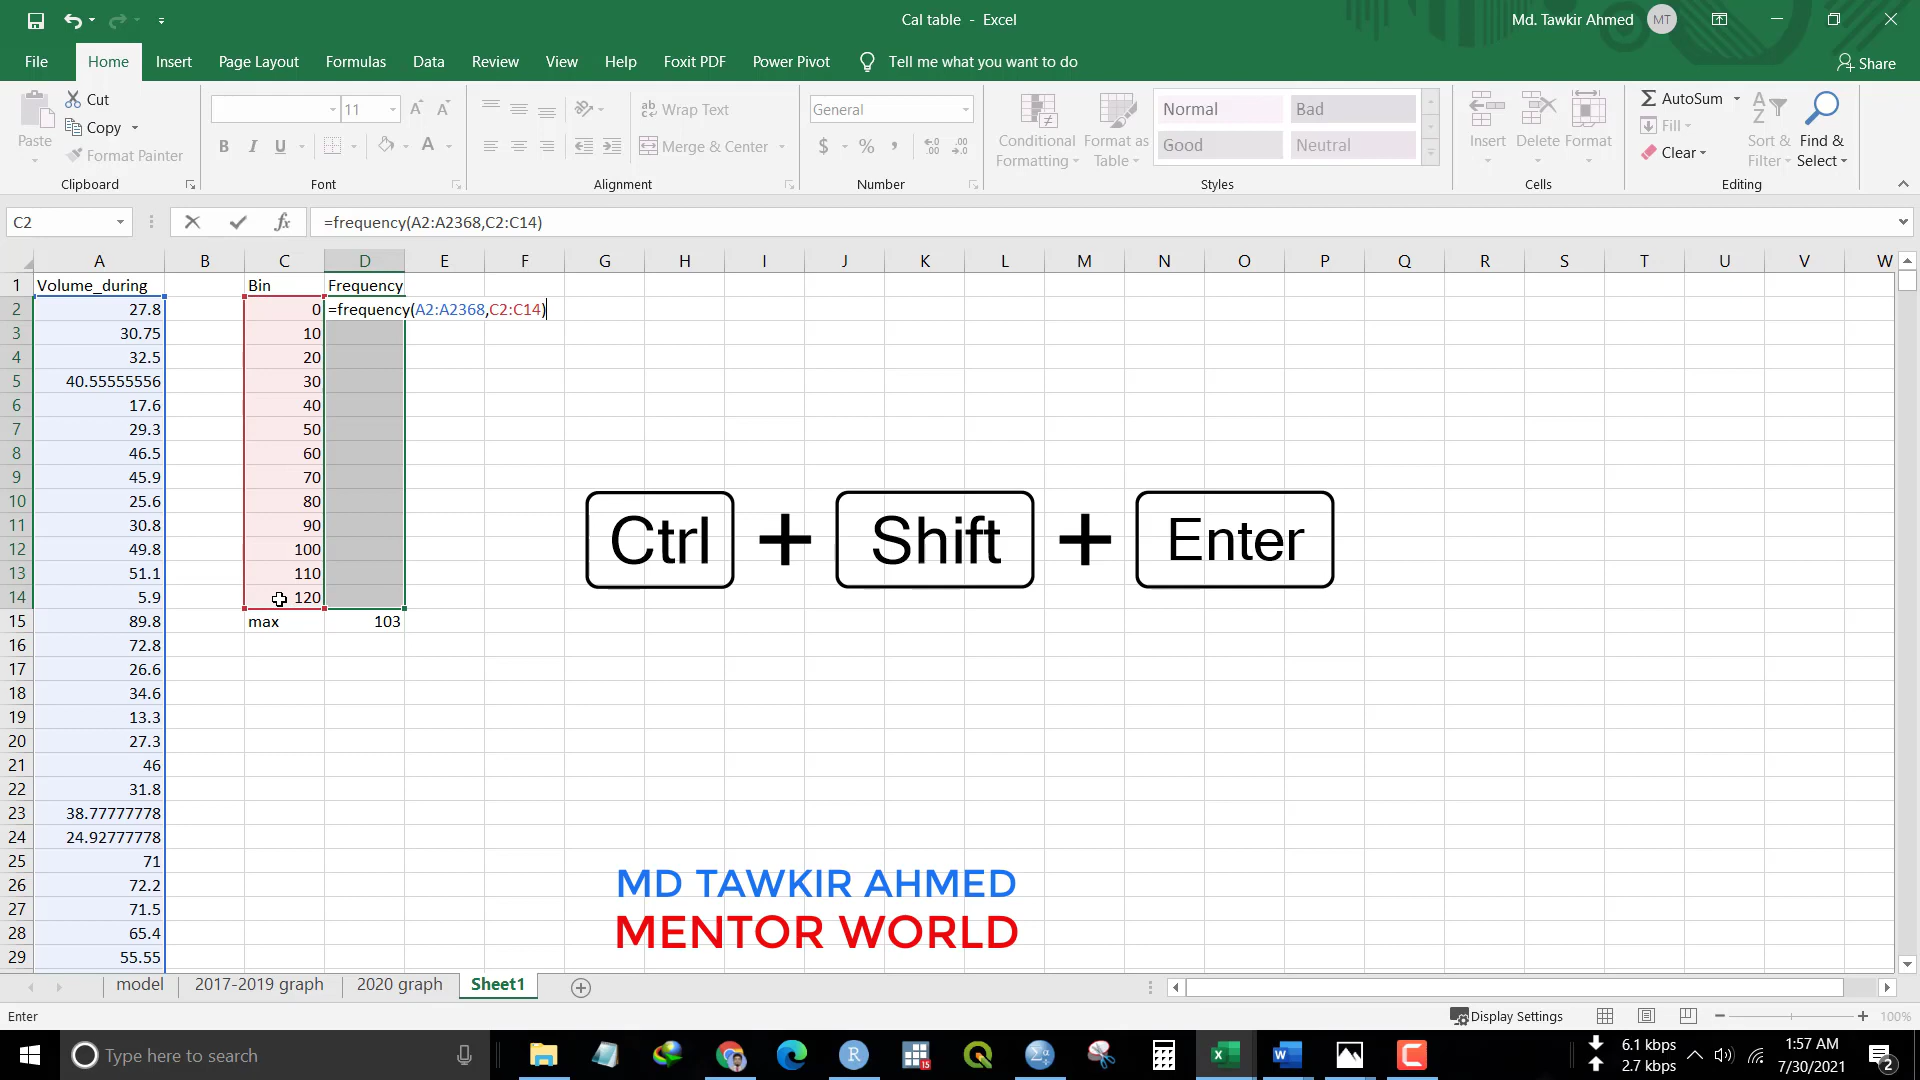 Cal table - Excel
Md. Tawkir Ahmed MT
File Home Insert Page Layout Formulas Data Review View Help Foxit PDF Power Pivot Tell me what you want to do Share
Paste
Cut
Copy
Format Painter
Clipboard
11
B I U A
Font
Wrap Text
Merge & Center
Alignment
General
$ % ,
Number
Conditional Formatting
Format as Table
Normal Bad
Good Neutral
Styles
Insert Delete Format
Cells
AutoSum
Fill
Clear
Sort & Filter
Find & Select
Editing
C2 fx =frequency(A2:A2368,C2:C14)
A B C D E F G H I J K L M N O P Q R S T U V W
1 Volume_during Bin Frequency
2 27.8 0 =frequency(A2:A2368,C2:C14)
3 30.75 10
4 32.5 20
5 40.55555556 30
6 17.6 40
7 29.3 50
8 46.5 60
9 45.9 70
10 25.6 80
11 30.8 90
12 49.8 100
13 51.1 110
14 5.9 120
15 89.8 max 103
16 72.8
17 26.6
18 34.6
19 13.3
20 27.3
21 46
22 31.8
23 38.77777778
24 24.92777778
25 71
26 72.2
27 71.5
28 65.4
29 55.55
Ctrl + Shift + Enter
MD TAWKIR AHMED
MENTOR WORLD
model 2017-2019 graph 2020 graph Sheet1
Enter Display Settings 100%
Type here to search
6.1 kbps
2.7 kbps
1:57 AM
7/30/2021
2